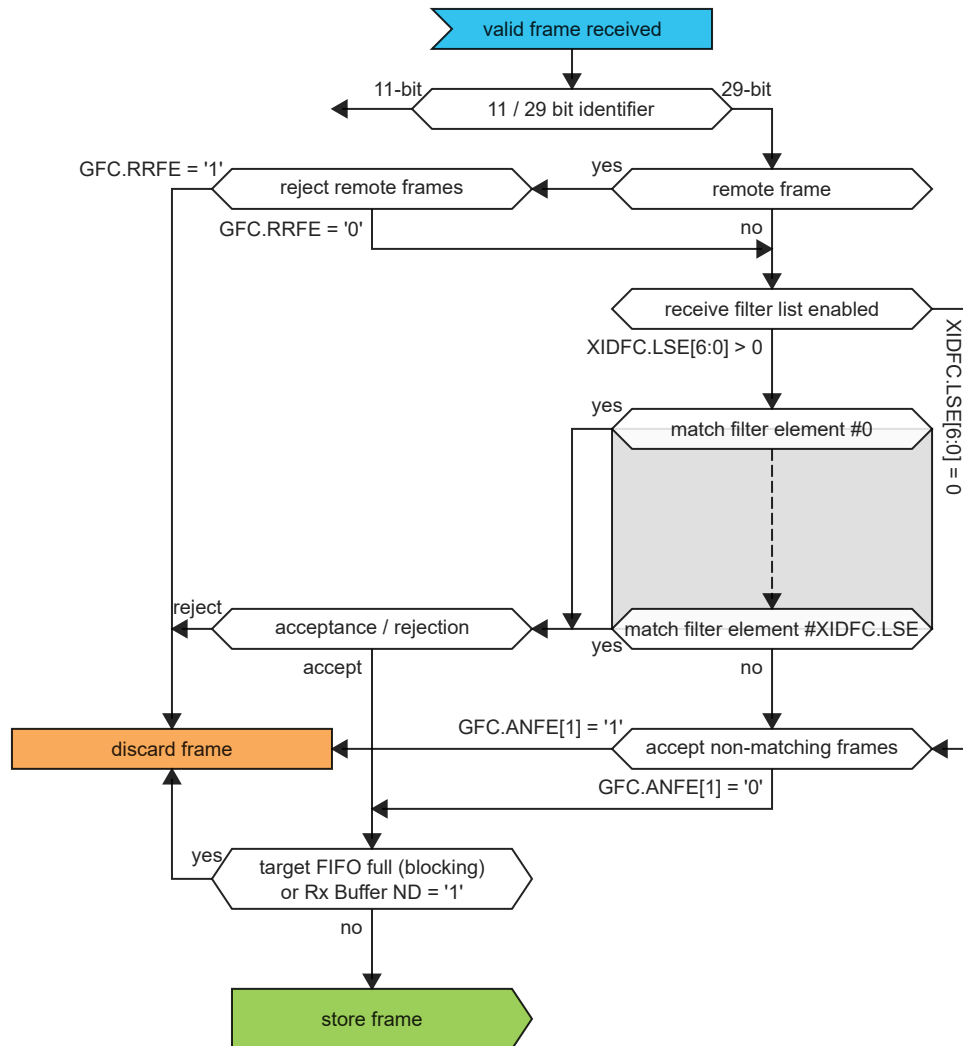 valid frame received
11-bit
29-bit
11 / 29 bit identifier
GFC.RRFE = '1'
yes
reject remote frames
remote frame
GFC.RRFE = '0'
no
receive filter list enabled
XIDFC.LSE[6:0] > 0
XIDFC.LSE[6:0] = 0
yes
match filter element #0
reject
acceptance / rejection
match filter element #XIDFC.LSE
yes
accept
no
GFC.ANFE[1] = '1'
discard frame
accept non-matching frames
GFC.ANFE[1] = '0'
yes
target FIFO full (blocking)
or Rx Buffer ND = '1'
no
store frame